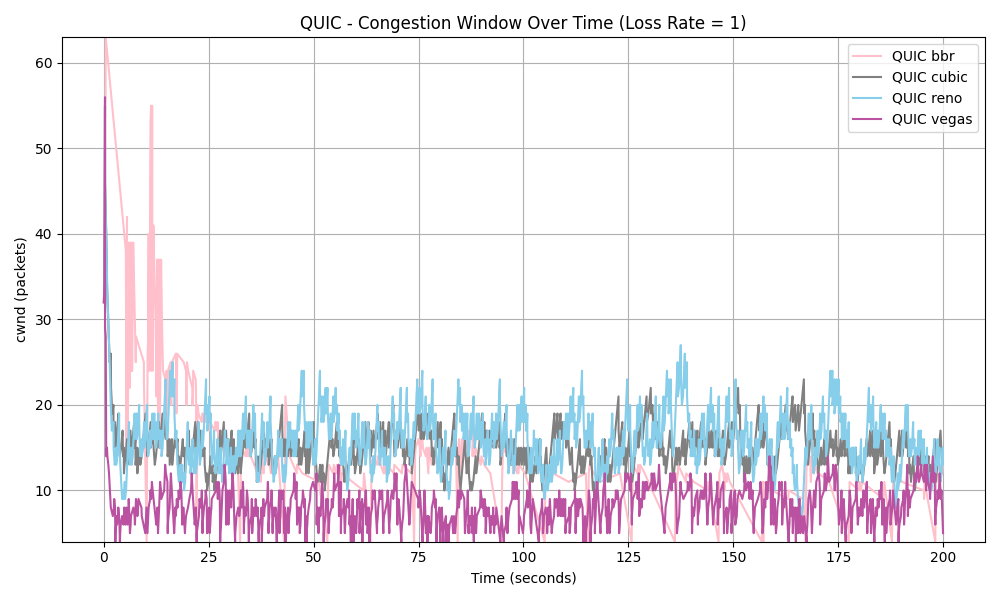 QUIC - Congestion Window Over Time (Loss Rate = 1)
cwnd (packets)
60
50
40
30
20
10
QUIC bbr
QUIC cubic
QUIC reno
QUIC vegas
0 25 50 75 100 125 150 175 200
Time (seconds)